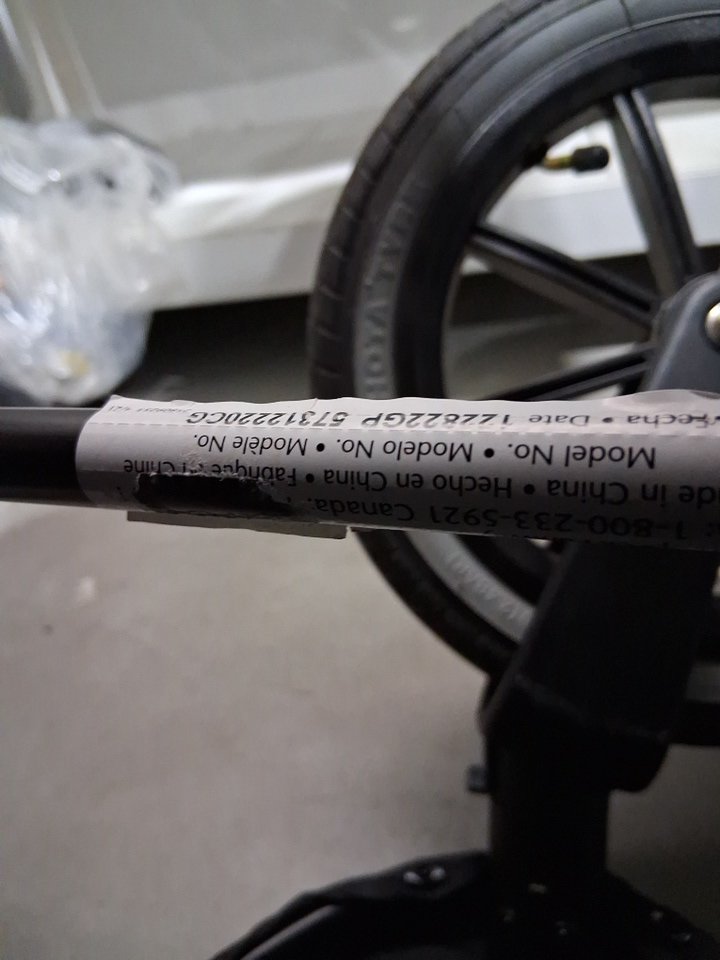 1-800-233-5921 Canada:
de in China • Hecho en China • Fabriqué en Chine
Model No. • Modelo No. • Modèle No.
/Fecha • Date 122822GP 57312220CG